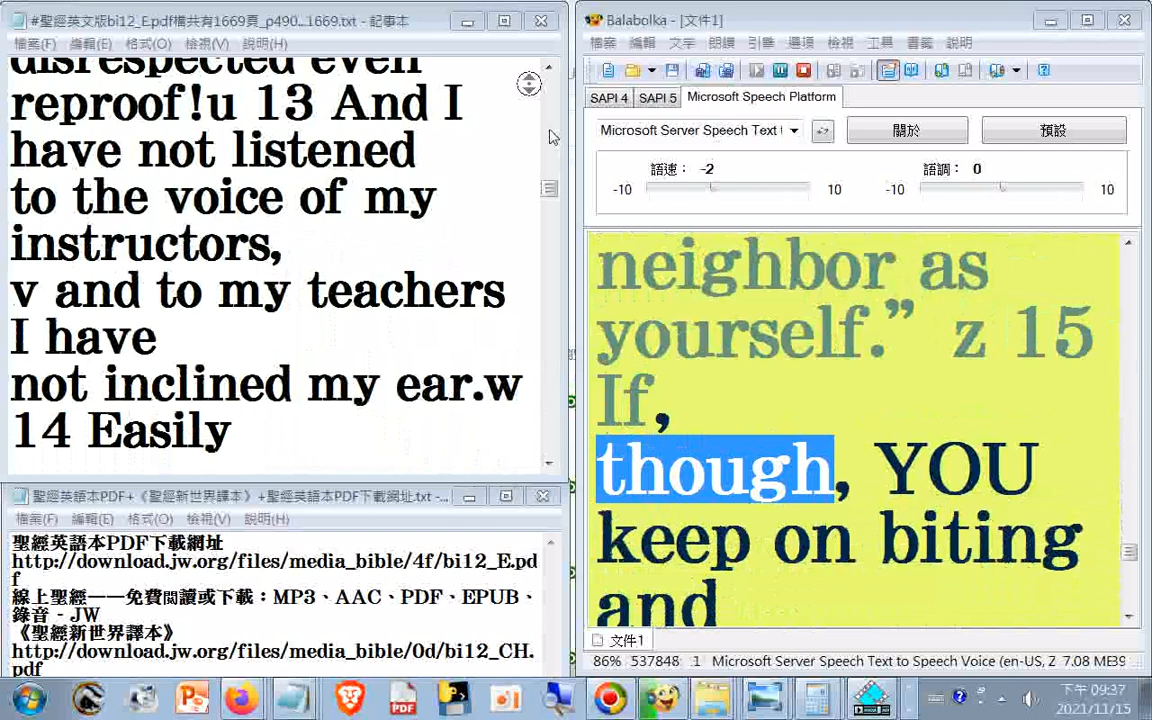 #聖經英文版bi12_E.pdf檔共有1669頁_p490...1669.txt - 記事本
檔案(F) 編輯(E) 格式(O) 檢視(V) 說明(H)
disrespected even
reproof!u 13 And I
have not listened
to the voice of my
instructors,
v and to my teachers
I have
not inclined my ear.w
14 Easily
聖經英語本PDF+《聖經新世界譯本》+聖經英語本PDF下載網址.txt -...
檔案(F) 編輯(E) 格式(O) 檢視(V) 說明(H)
聖經英語本PDF下載網址
http://download.jw.org/files/media_bible/4f/bi12_E.pd
f
線上聖經──免費閱讀或下載：MP3、AAC、PDF、EPUB、
錄音 - JW
《聖經新世界譯本》
http://download.jw.org/files/media_bible/0d/bi12_CH.
pdf
Balabolka - [文件1]
檔案 編輯 文字 朗讀 引擎 選項 檢視 工具 書籤 說明
SAPI 4 SAPI 5 Microsoft Speech Platform
Microsoft Server Speech Text 關於 預設
語速： -2 語調： 0
-10 10 -10 10
neighbor as
yourself.” z 15
If,
though, YOU
keep on biting
and
文件1
86% 537848 1 Microsoft Server Speech Text to Speech Voice (en-US, Z 7.08 MB
下午 09:37
2021/11/15